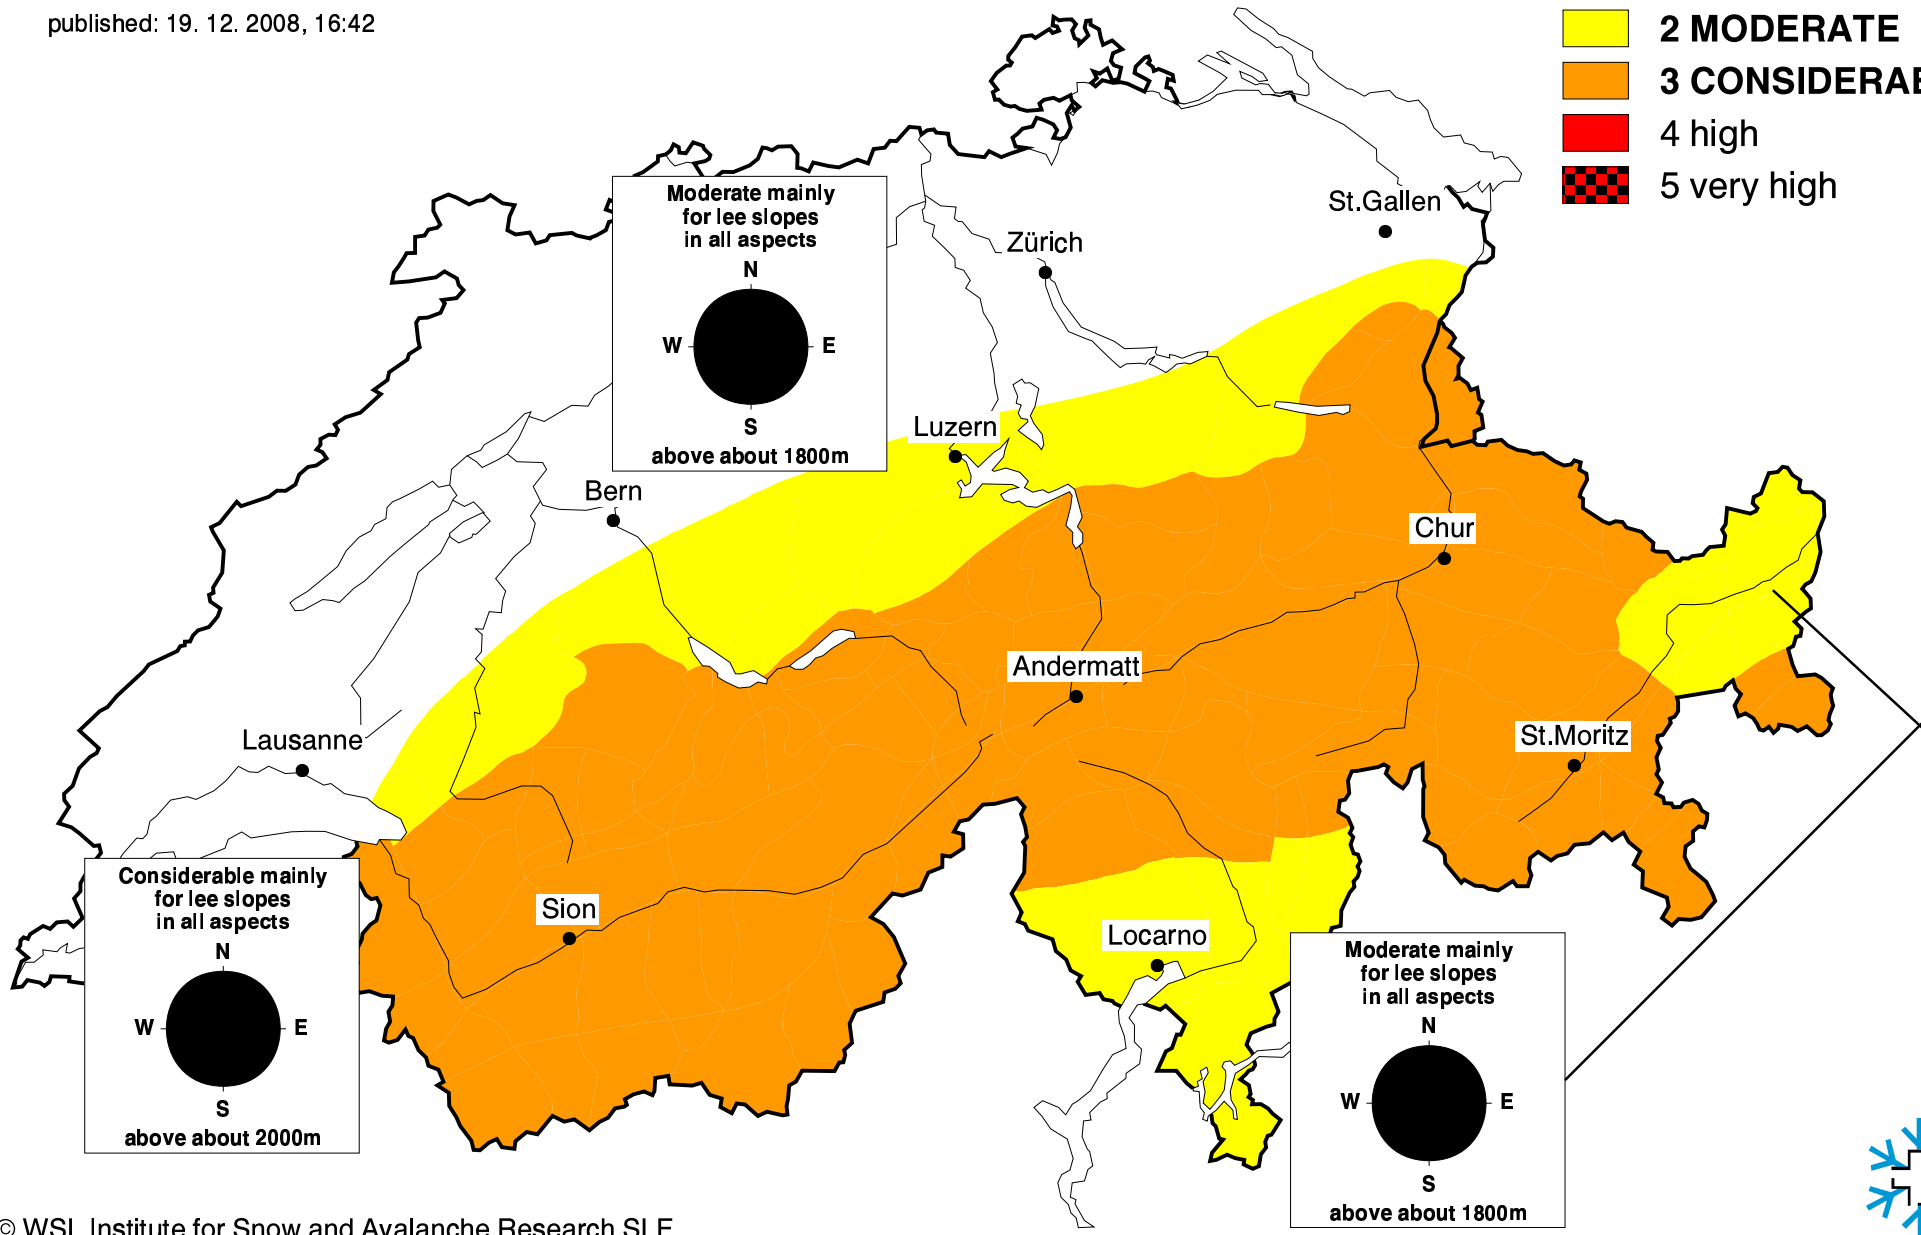 published: 19. 12. 2008, 16:42
2 MODERATE
3 CONSIDERAB
4 high
5 very high
Moderate mainly
for lee slopes
in all aspects
N
W E
S
above about 1800m
St.Gallen
Zürich
Luzern
Bern
Chur
Andermatt
St.Moritz
Lausanne
Sion
Locarno
Considerable mainly
for lee slopes
in all aspects
N
W E
S
above about 2000m
Moderate mainly
for lee slopes
in all aspects
N
W E
S
above about 1800m
© WSL Institute for Snow and Avalanche Research SLF